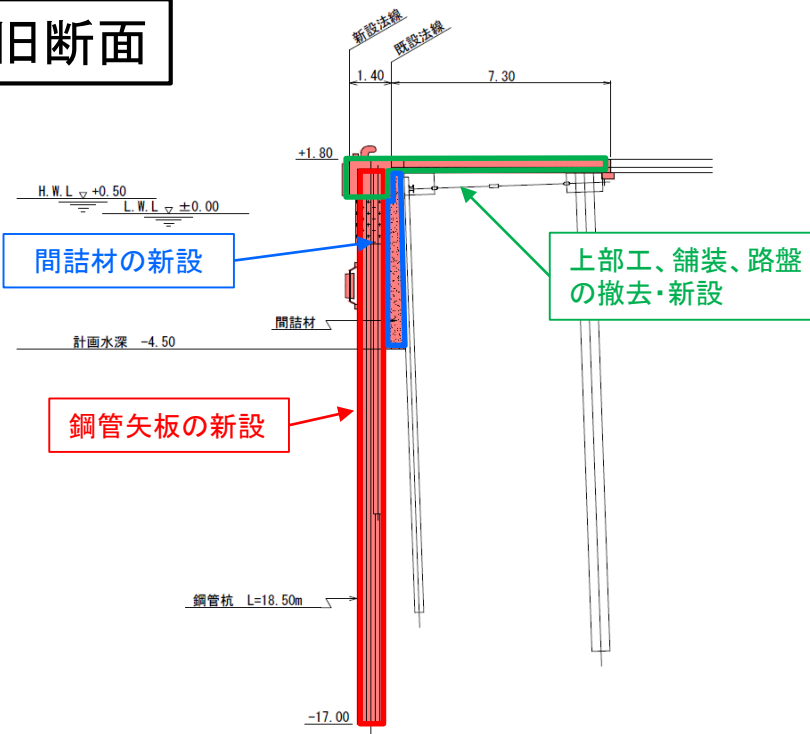 旧断面
新設法線
既設法線
1.40
7.30
+1.80
H.W.L ▽ +0.50
L.W.L ▽ ±0.00
間詰材の新設
上部工、舗装、路盤
の撤去・新設
間詰材
計画水深 -4.50
鋼管矢板の新設
鋼管杭 L=18.50m
-17.00